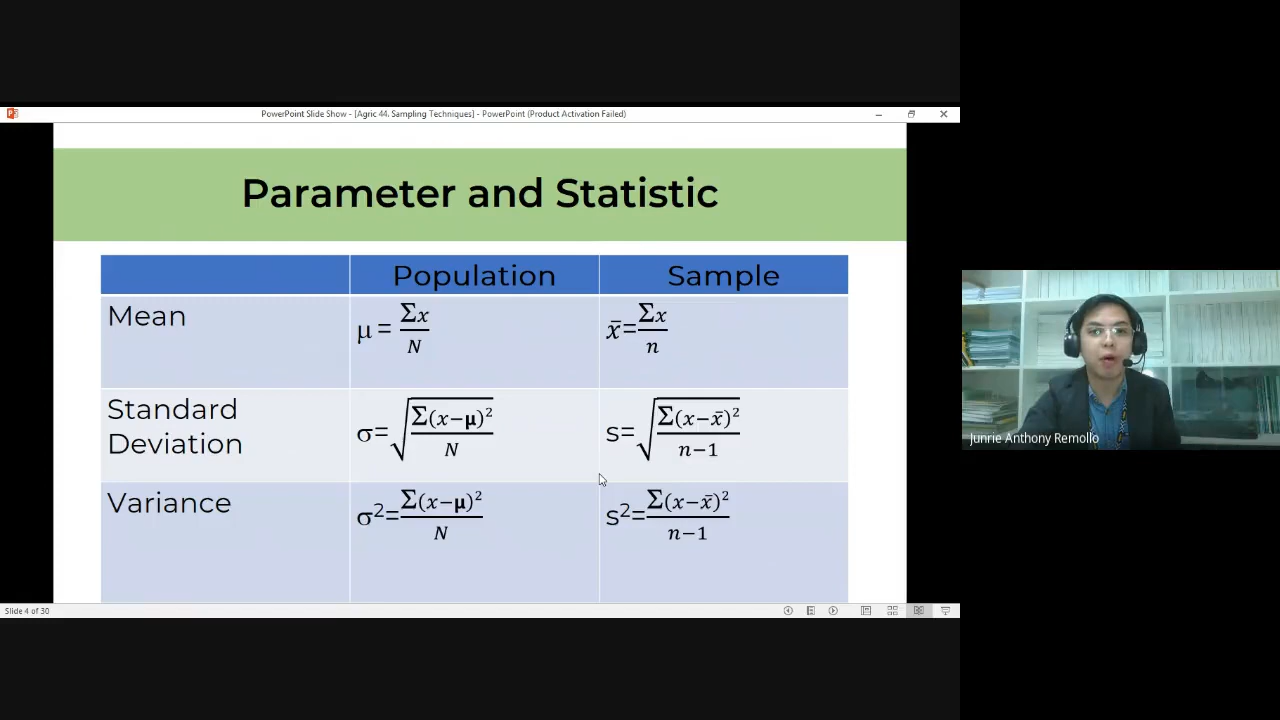 PowerPoint Slide Show - [Agric 44. Sampling Techniques] - PowerPoint (Product Activation Failed)
Parameter and Statistic
Population Sample
Mean μ = Σx/N x̄=Σx/n
Standard Deviation σ=√(Σ(x−μ)²/N) s=√(Σ(x−x̄)²/n−1)
Variance σ²=Σ(x−μ)²/N s²=Σ(x−x̄)²/n−1
Junrie Anthony Remollo
Slide 4 of 30